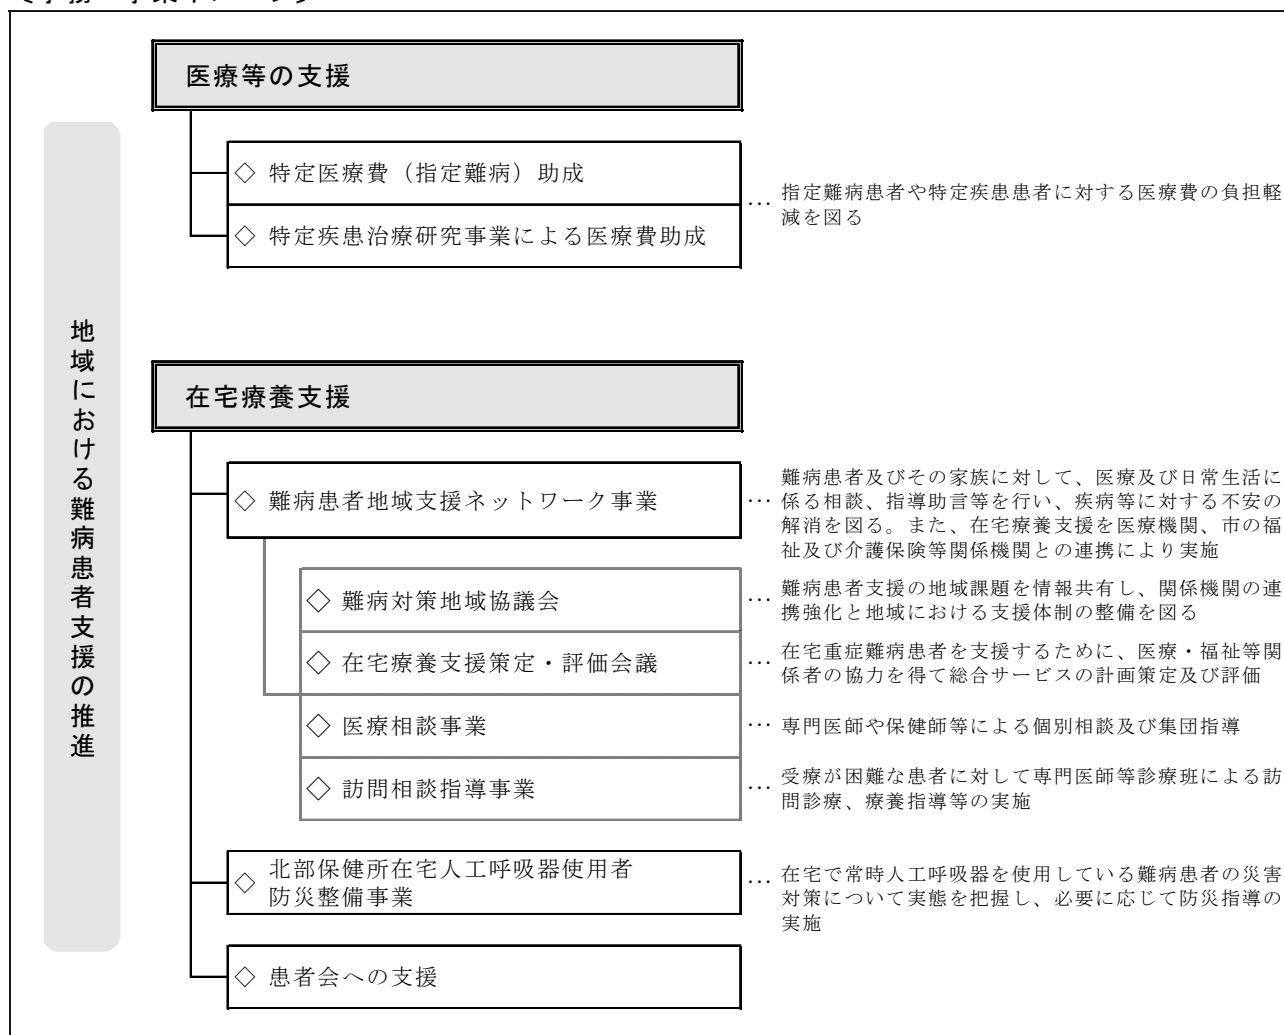 医療等の支援
◇ 特定医療費（指定難病）助成
◇ 特定疾患治療研究事業による医療費助成
… 指定難病患者や特定疾患患者に対する医療費の負担軽
減を図る
地域における難病患者支援の推進
在宅療養支援
◇ 難病患者地域支援ネットワーク事業
難病患者及びその家族に対して、医療及び日常生活に
… 係る相談、指導助言等を行い、疾病等に対する不安の
解消を図る。また、在宅療養支援を医療機関、市の福
祉及び介護保険等関係機関との連携により実施
◇ 難病対策地域協議会
… 難病患者支援の地域課題を情報共有し、関係機関の連
携強化と地域における支援体制の整備を図る
◇ 在宅療養支援策定・評価会議
… 在宅重症難病患者を支援するために、医療・福祉等関
係者の協力を得て総合サービスの計画策定及び評価
◇ 医療相談事業
… 専門医師や保健師等による個別相談及び集団指導
◇ 訪問相談指導事業
… 受療が困難な患者に対して専門医師等診療班による訪
問診療、療養指導等の実施
◇ 北部保健所在宅人工呼吸器使用者
防災整備事業
… 在宅で常時人工呼吸器を使用している難病患者の災害
対策について実態を把握し、必要に応じて防災指導の
実施
◇ 患者会への支援